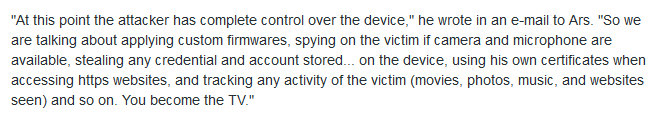 "At this point the attacker has complete control over the device," he wrote in an e-mail to Ars. "So we
are talking about applying custom firmwares, spying on the victim if camera and microphone are
available, stealing any credential and account stored... on the device, using his own certificates when
accessing https websites, and tracking any activity of the victim (movies, photos, music, and websites
seen) and so on. You become the TV."